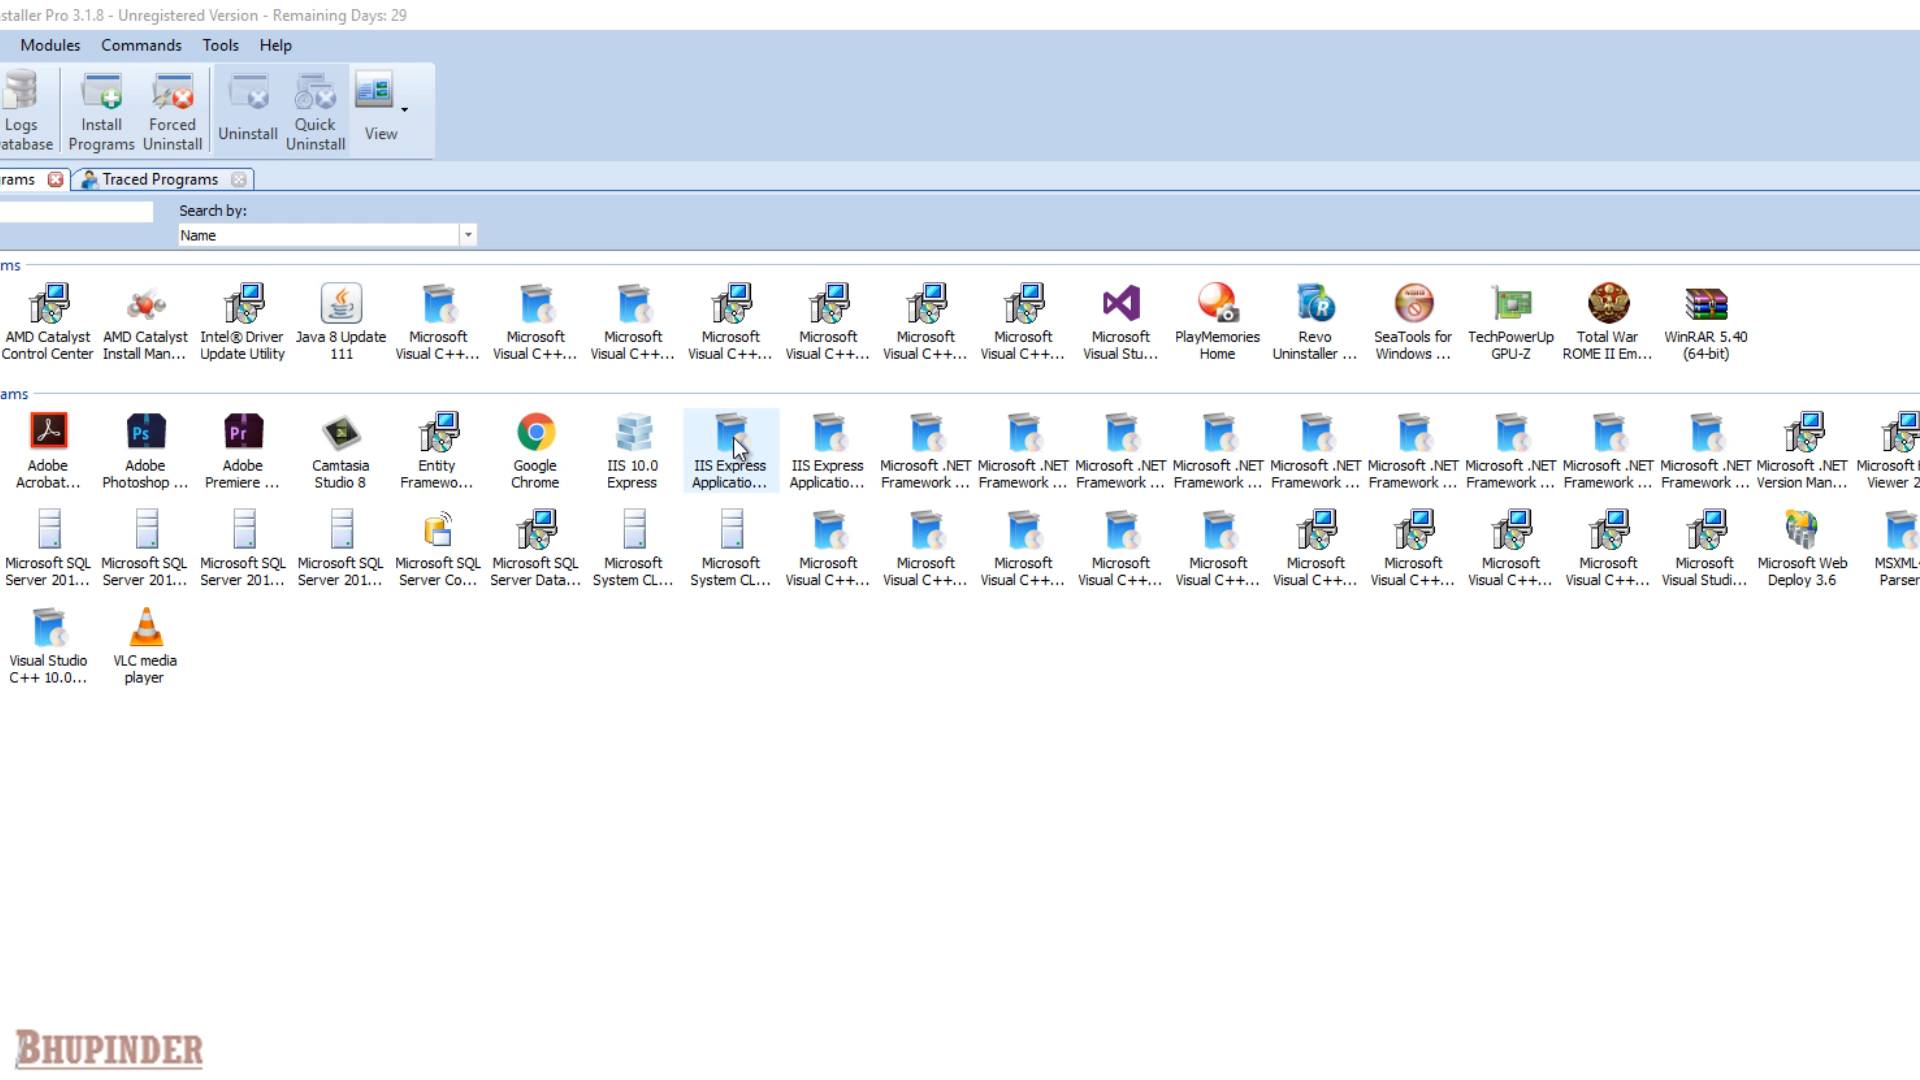 staller Pro 3.1.8 - Unregistered Version - Remaining Days: 29
Modules Commands Tools Help
Logs Install Forced Uninstall Quick View
atabase Programs Uninstall Uninstall
rams Traced Programs
Search by:
Name
ms
AMD Catalyst AMD Catalyst Intel® Driver Java 8 Update Microsoft Microsoft Microsoft Microsoft Microsoft Microsoft Microsoft Microsoft PlayMemories Revo SeaTools for TechPowerUp Total War WinRAR 5.40
Control Center Install Man... Update Utility 111 Visual C++... Visual C++... Visual C++... Visual C++... Visual C++... Visual C++... Visual C++... Visual Stu... Home Uninstaller ... Windows ... GPU-Z ROME II Em... (64-bit)
ams
Adobe Adobe Adobe Camtasia Entity Google IIS 10.0 IIS Express IIS Express Microsoft .NET Microsoft .NET Microsoft .NET Microsoft .NET Microsoft .NET Microsoft .NET Microsoft .NET Microsoft .NET Microsoft .NET Microsoft .NET Microsoft
Acrobat... Photoshop ... Premiere ... Studio 8 Framewo... Chrome Express Applicatio... Applicatio... Framework ... Framework ... Framework ... Framework ... Framework ... Framework ... Framework ... Framework ... Framework ... Version Man... Viewer 2
Microsoft SQL Microsoft SQL Microsoft SQL Microsoft SQL Microsoft SQL Microsoft SQL Microsoft Microsoft Microsoft Microsoft Microsoft Microsoft Microsoft Microsoft Microsoft Microsoft Microsoft Microsoft Microsoft Web MSXML
Server 201... Server 201... Server 201... Server 201... Server Co... Server Data... System CL... System CL... Visual C++... Visual C++... Visual C++... Visual C++... Visual C++... Visual C++... Visual C++... Visual C++... Visual C++... Visual Studi... Deploy 3.6 Parser
Visual Studio VLC media
C++ 10.0... player
BHUPINDER